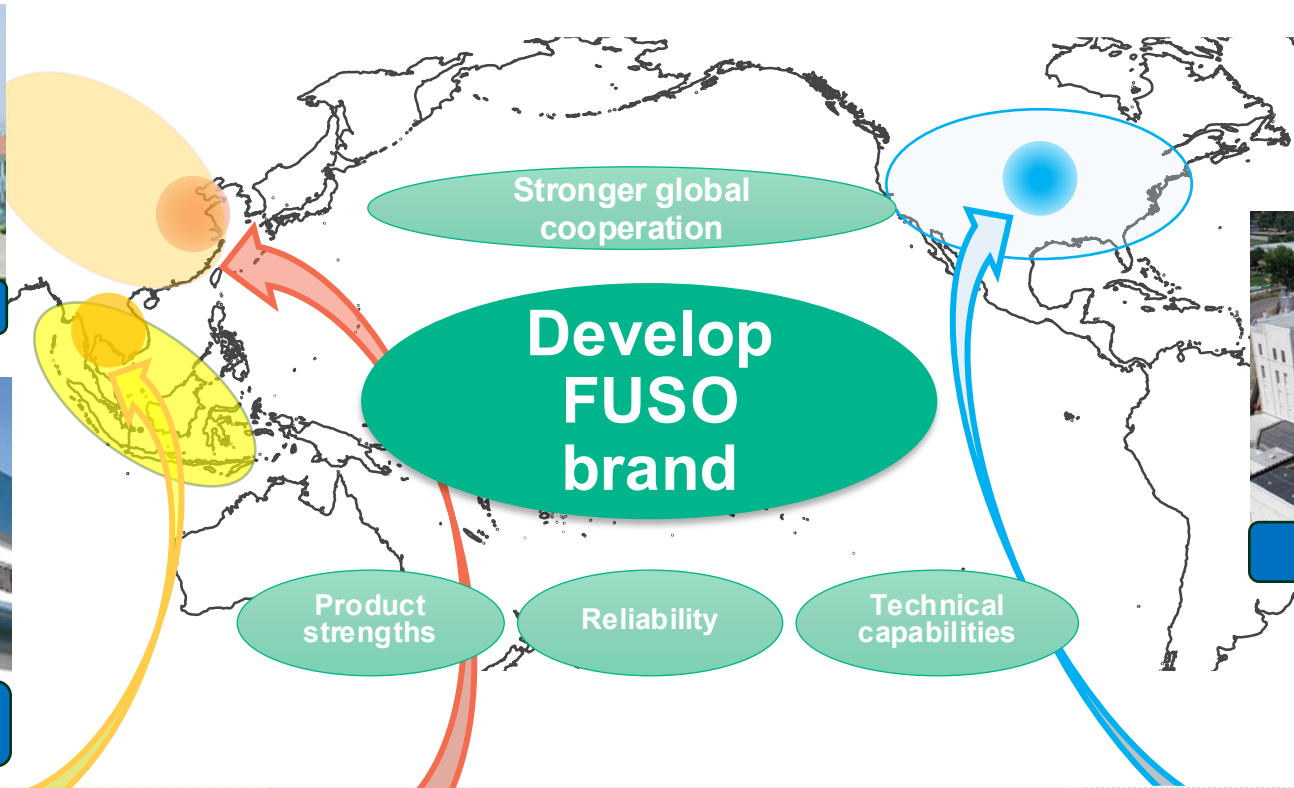 Stronger global
cooperation
Develop
FUSO
brand
Product
strengths
Reliability
Technical
capabilities